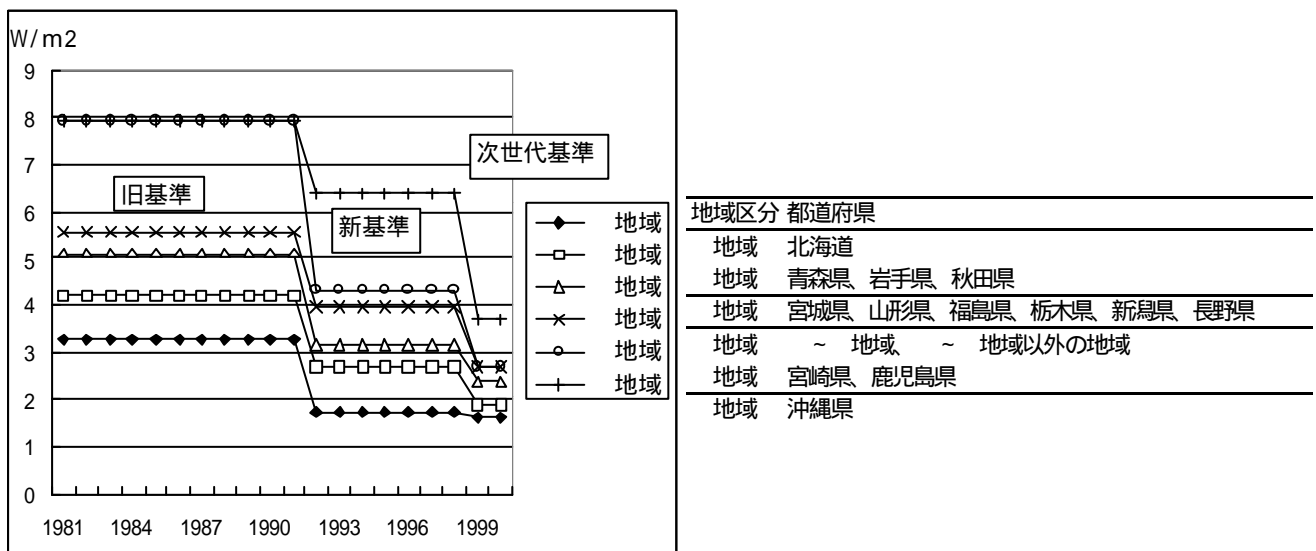 W/m2
9
8
7
6
5
4
3
2
1
0
1981 1984 1987 1990 1993 1996 1999
旧基準
新基準
次世代基準
地域
地域
地域
地域
地域
地域
地域区分 都道府県
地域 北海道
地域 青森県、岩手県、秋田県
地域 宮城県、山形県、福島県、栃木県、新潟県、長野県
地域 ~ 地域、 ~ 地域以外の地域
地域 宮崎県、鹿児島県
地域 沖縄県